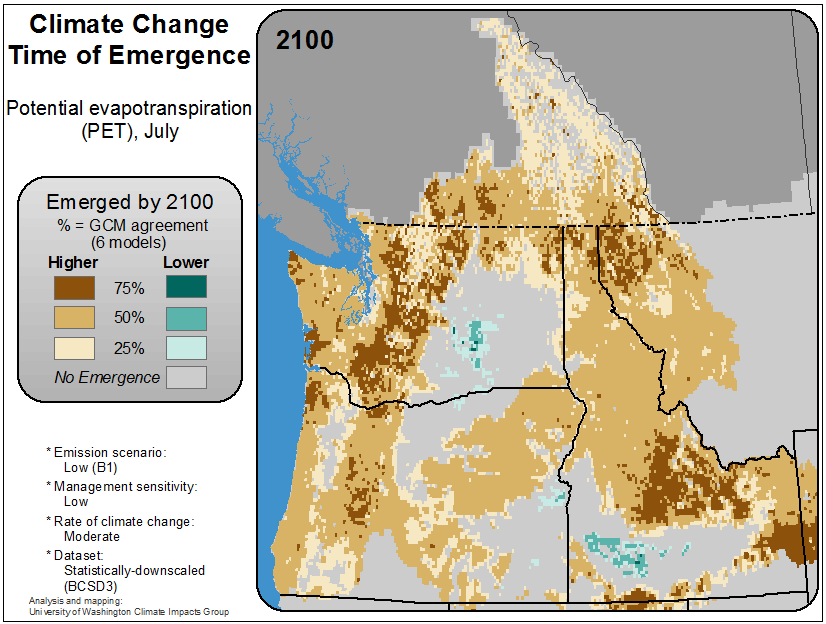 Climate Change
Time of Emergence
Potential evapotranspiration
(PET), July
Emerged by 2100
% = GCM agreement
(6 models)
Higher Lower
75%
50%
25%
No Emergence
* Emission scenario:
Low (B1)
* Management sensitivity:
Low
* Rate of climate change:
Moderate
* Dataset:
Statistically-downscaled
(BCSD3)
Analysis and mapping:
University of Washington Climate Impacts Group
2100